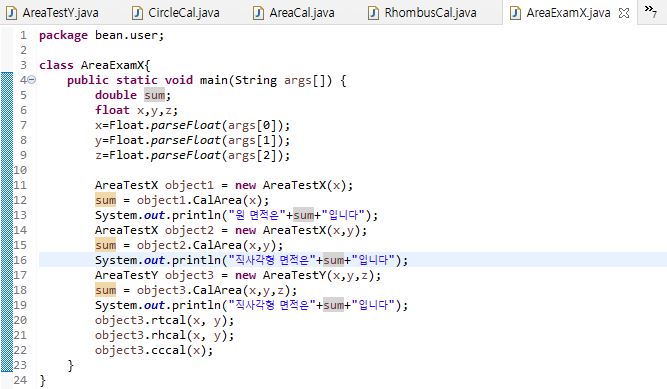 AreaTestY.java CircleCal.java AreaCal.java RhombusCal.java AreaExamX.java »7
1 package bean.user;
2
3 class AreaExamX{
4 public static void main(String args[]) {
5 double sum;
6 float x,y,z;
7 x=Float.parseFloat(args[0]);
8 y=Float.parseFloat(args[1]);
9 z=Float.parseFloat(args[2]);
10
11 AreaTestX object1 = new AreaTestX(x);
12 sum = object1.CalArea(x);
13 System.out.println("원 면적은"+sum+"입니다");
14 AreaTestX object2 = new AreaTestX(x,y);
15 sum = object2.CalArea(x,y);
16 System.out.println("직사각형 면적은"+sum+"입니다");
17 AreaTestY object3 = new AreaTestY(x,y,z);
18 sum = object3.CalArea(x,y,z);
19 System.out.println("직사각형 면적은"+sum+"입니다");
20 object3.rtcal(x, y);
21 object3.rhcal(x, y);
22 object3.cccal(x);
23 }
24 }